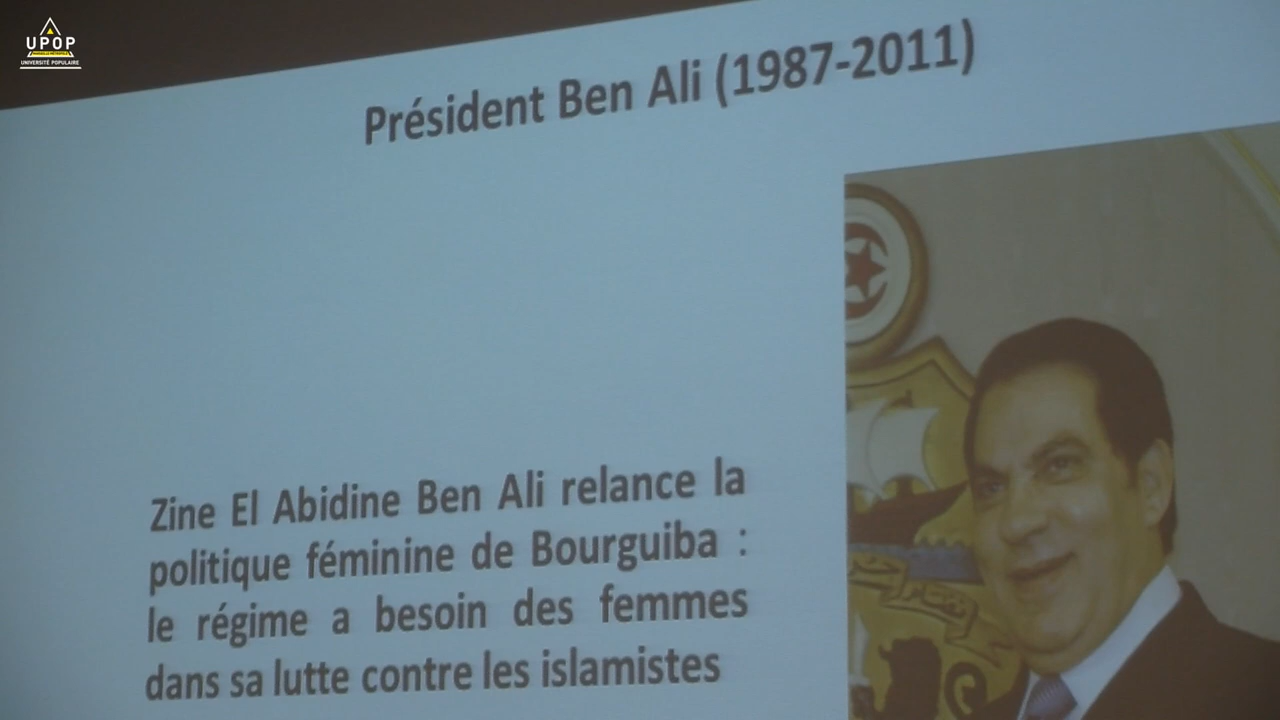 UPOP
UNIVERSITÉ POPULAIRE
Président Ben Ali (1987-2011)
Zine El Abidine Ben Ali relance la
politique féminine de Bourguiba :
le régime a besoin des femmes
dans sa lutte contre les islamistes